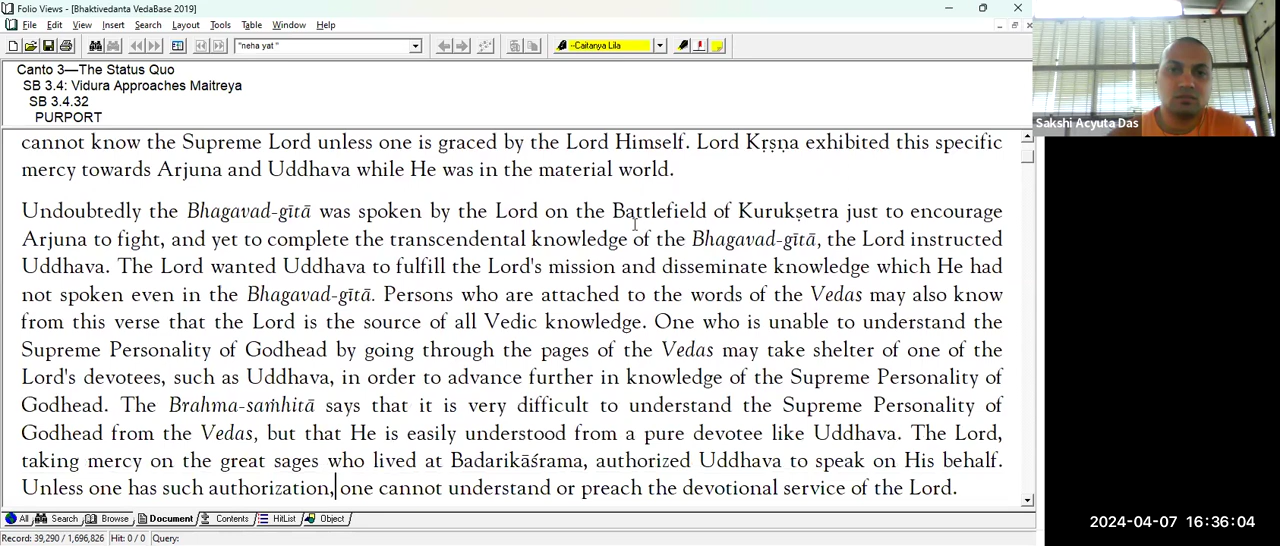 Folio Views - [Bhaktivedanta VedaBase 2019]
File Edit View Insert Search Layout Tools Table Window Help
"neha yat " --Caitanya Lila
Canto 3—The Status Quo
SB 3.4: Vidura Approaches Maitreya
SB 3.4.32
PURPORT
cannot know the Supreme Lord unless one is graced by the Lord Himself. Lord Kṛṣṇa exhibited this specific
mercy towards Arjuna and Uddhava while He was in the material world.
Undoubtedly the Bhagavad-gītā was spoken by the Lord on the Battlefield of Kurukṣetra just to encourage
Arjuna to fight, and yet to complete the transcendental knowledge of the Bhagavad-gītā, the Lord instructed
Uddhava. The Lord wanted Uddhava to fulfill the Lord's mission and disseminate knowledge which He had
not spoken even in the Bhagavad-gītā. Persons who are attached to the words of the Vedas may also know
from this verse that the Lord is the source of all Vedic knowledge. One who is unable to understand the
Supreme Personality of Godhead by going through the pages of the Vedas may take shelter of one of the
Lord's devotees, such as Uddhava, in order to advance further in knowledge of the Supreme Personality of
Godhead. The Brahma-saṁhitā says that it is very difficult to understand the Supreme Personality of
Godhead from the Vedas, but that He is easily understood from a pure devotee like Uddhava. The Lord,
taking mercy on the great sages who lived at Badarikāśrama, authorized Uddhava to speak on His behalf.
Unless one has such authorization, one cannot understand or preach the devotional service of the Lord.
All Search Browse Document Contents HitList Object
Record: 39,290 / 1,696,826 Hit: 0 / 0 Query:
Sakshi Acyuta Das
2024-04-07 16:36:04